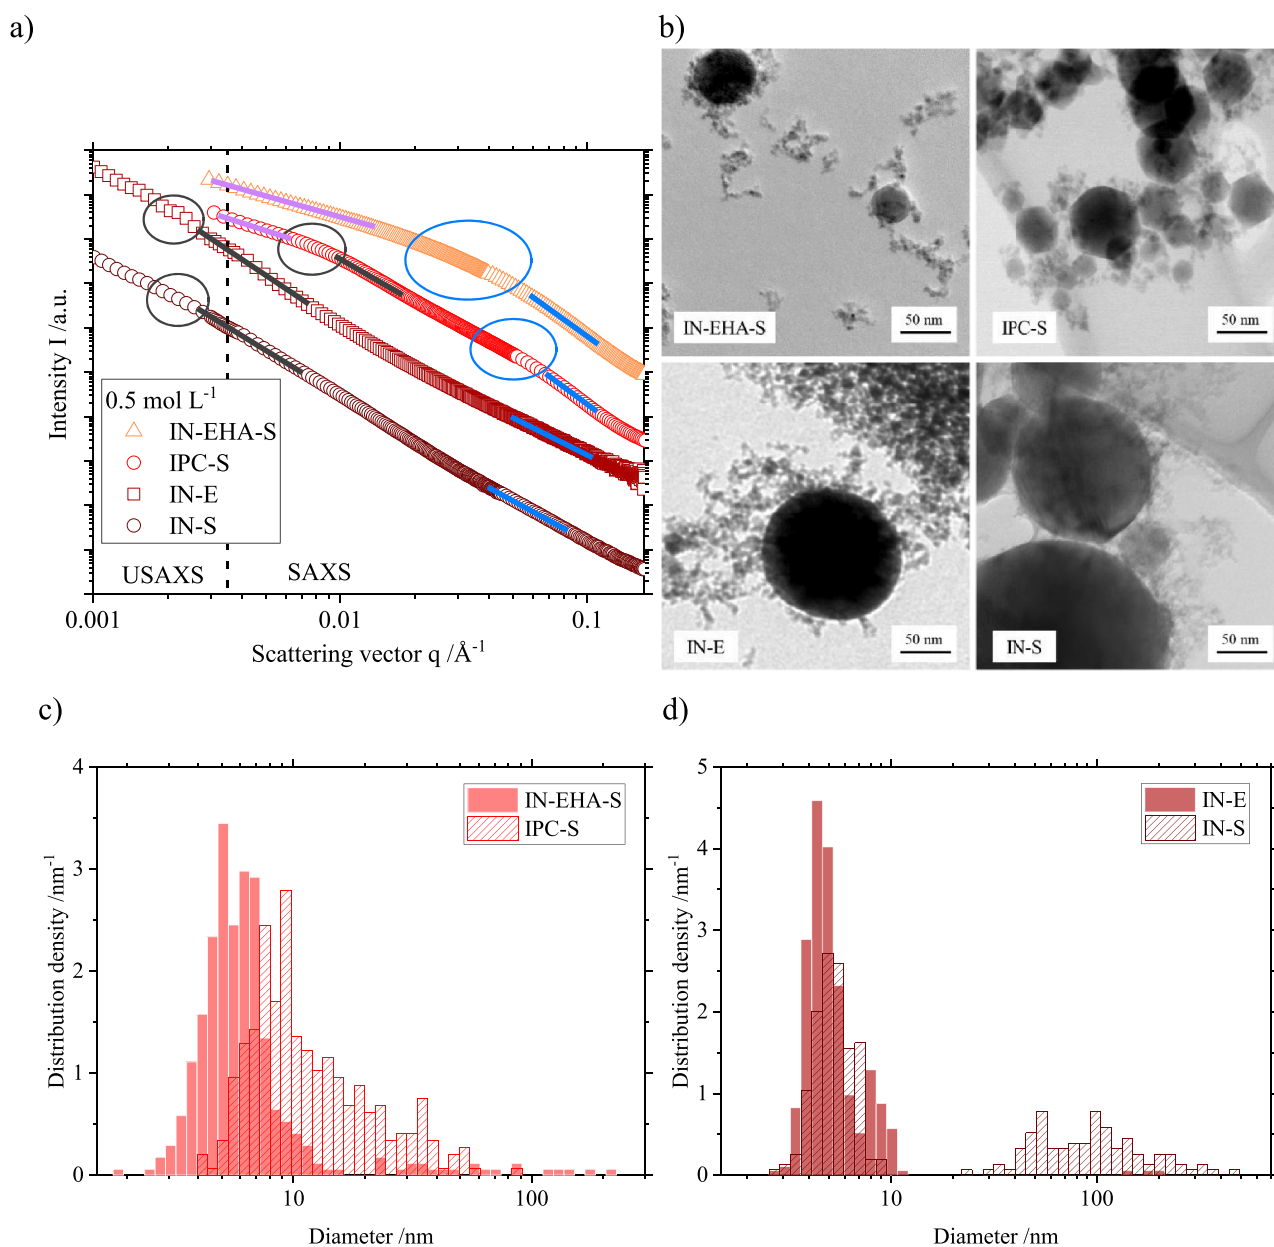 a)
Intensity I /a.u.
0.5 mol L⁻¹
IN-EHA-S
IPC-S
IN-E
IN-S
USAXS
SAXS
0.001
0.01
0.1
Scattering vector q /Å⁻¹
b)
IN-EHA-S
50 nm
IPC-S
50 nm
IN-E
50 nm
IN-S
50 nm
c)
Distribution density /nm⁻¹
4
3
2
1
0
IN-EHA-S
IPC-S
10
100
Diameter /nm
d)
Distribution density /nm⁻¹
5
4
3
2
1
0
IN-E
IN-S
10
100
Diameter /nm